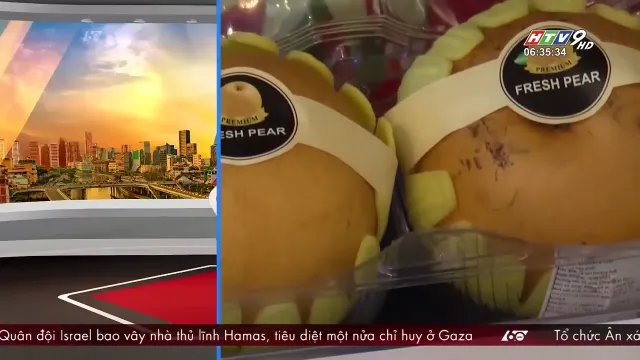 HTV9 HD
06:35:34
PREMIUM
FRESH PEAR
PREMIUM
ESH PEAR
Quân đội Israel bao vây nhà thủ lĩnh Hamas, tiêu diệt một nửa chỉ huy ở Gaza
Tổ chức Ân xá